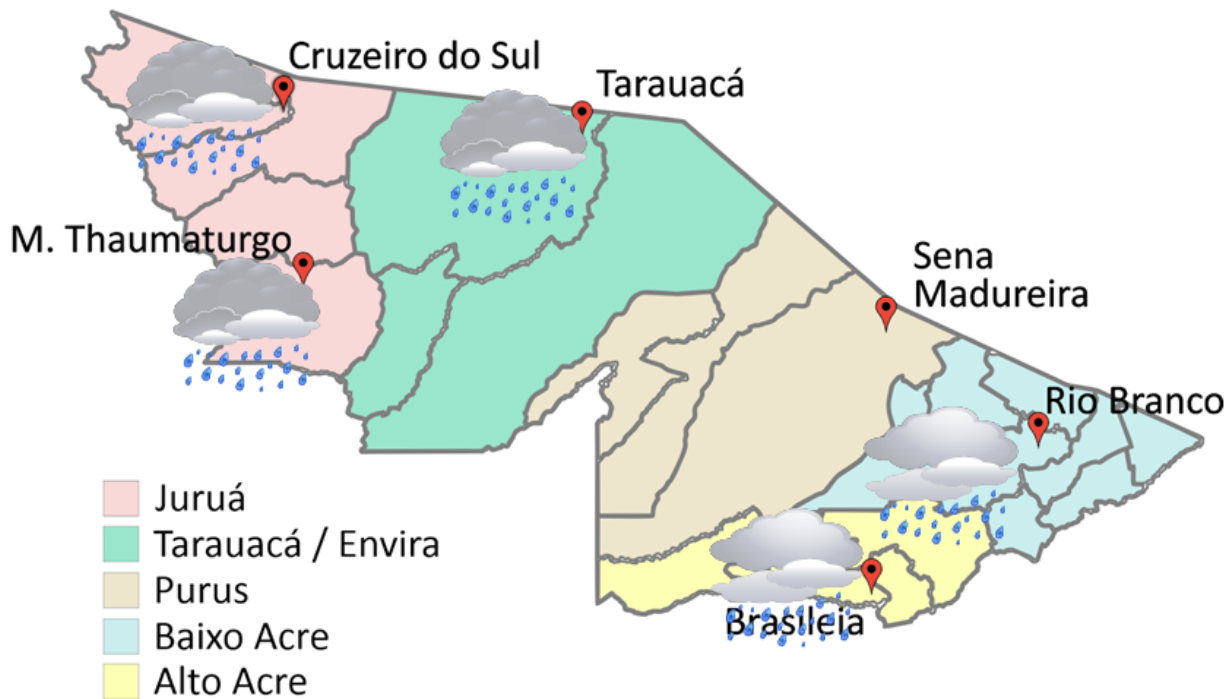 Cruzeiro do Sul
Tarauacá
M. Thaumaturgo
Sena
Madureira
Rio Branco
Brasileia
Juruá
Tarauacá / Envira
Purus
Baixo Acre
Alto Acre